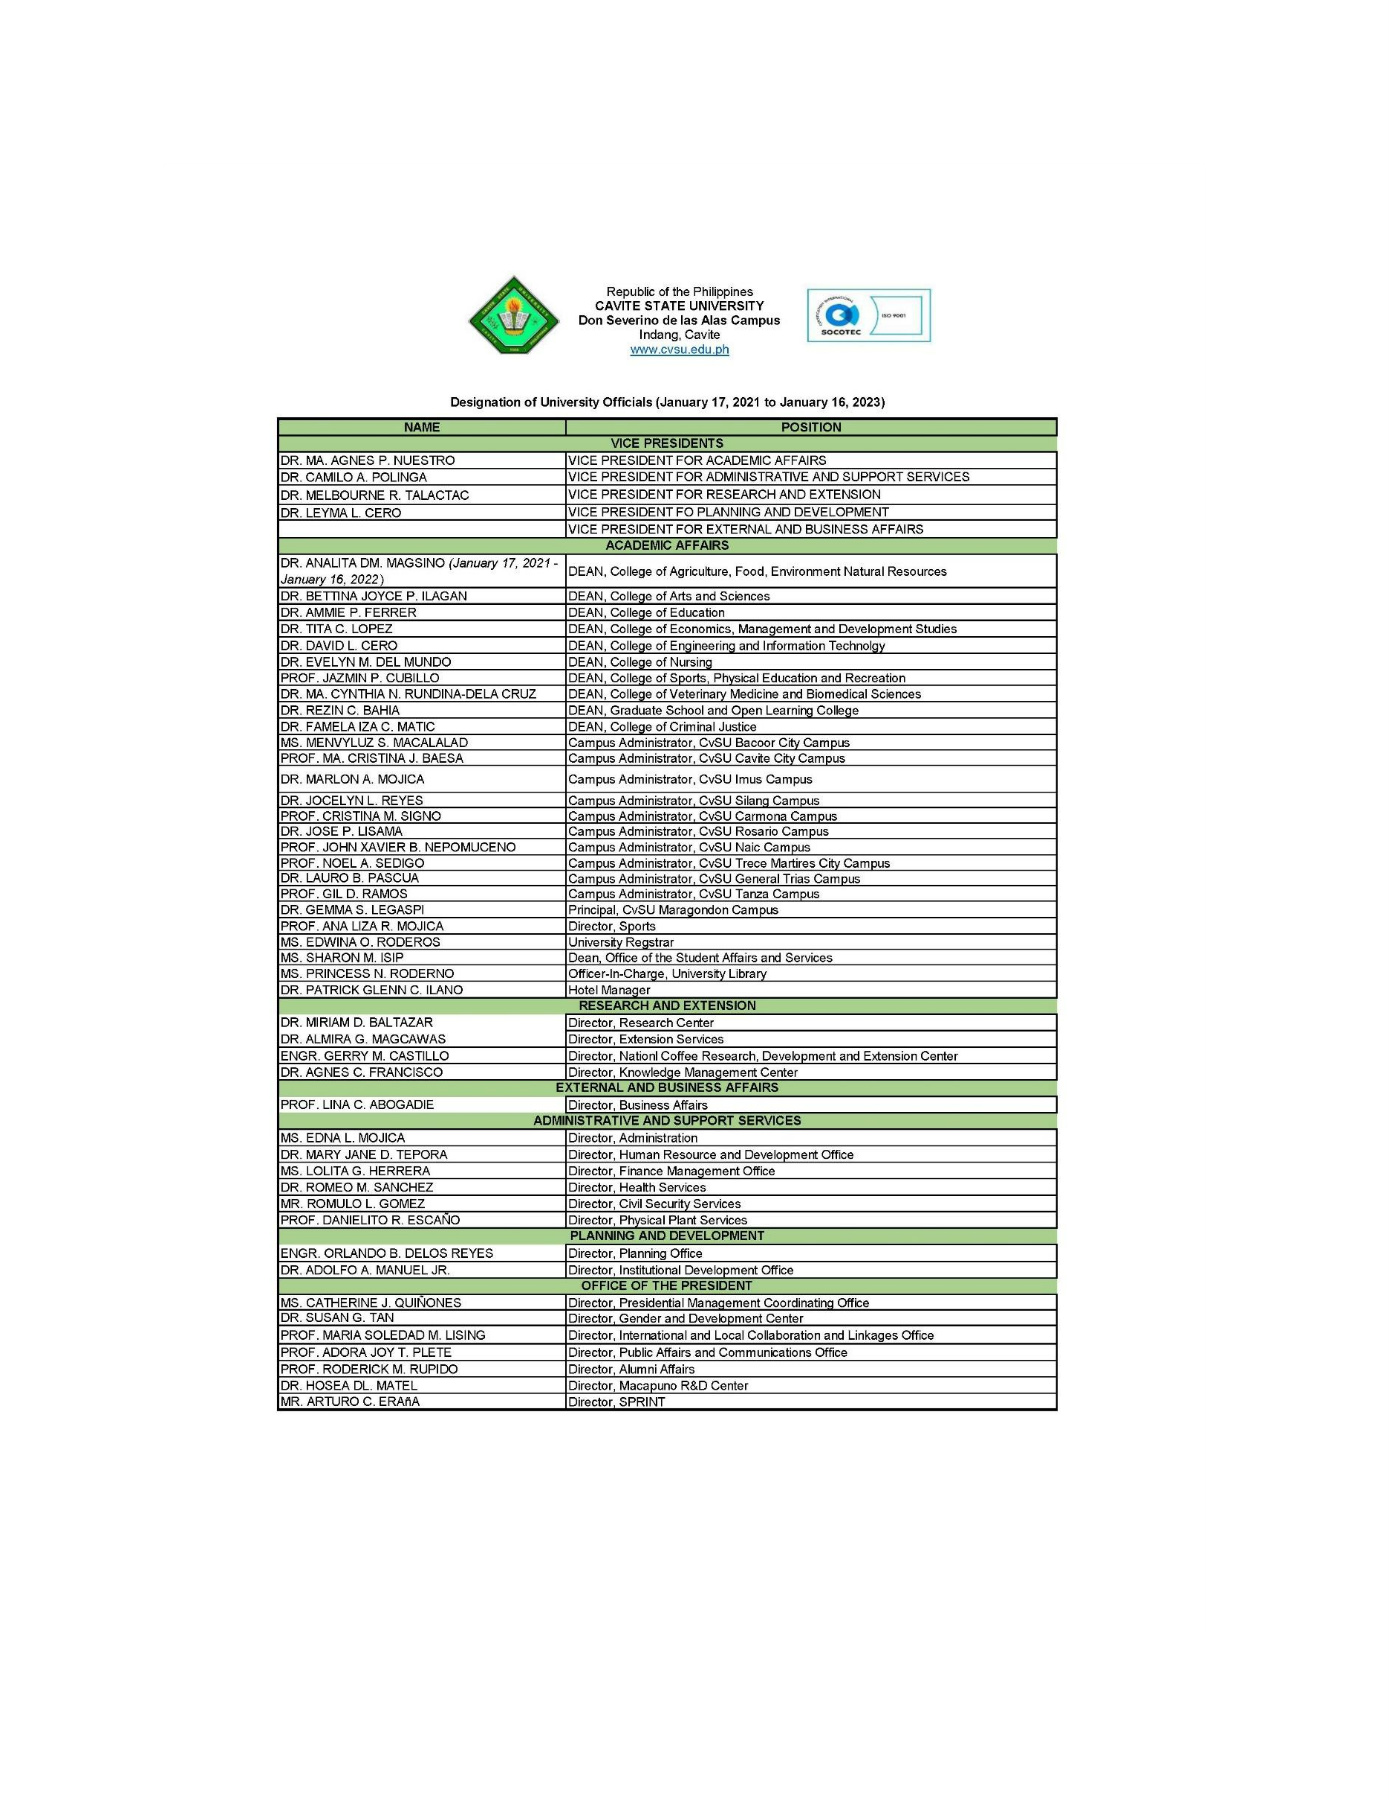 Republic of the Philippines
CAVITE STATE UNIVERSITY
Don Severino de las Alas Campus
Indang, Cavite
www.cvsu.edu.ph
SOCOTEC
ISO 9001
Designation of University Officials (January 17, 2021 to January 16, 2023)
NAME POSITION
VICE PRESIDENTS
DR. MA. AGNES P. NUESTRO VICE PRESIDENT FOR ACADEMIC AFFAIRS
DR. CAMILO A. POLINGA VICE PRESIDENT FOR ADMINISTRATIVE AND SUPPORT SERVICES
DR. MELBOURNE R. TALACTAC VICE PRESIDENT FOR RESEARCH AND EXTENSION
DR. LEYMA L. CERO VICE PRESIDENT FO PLANNING AND DEVELOPMENT
VICE PRESIDENT FOR EXTERNAL AND BUSINESS AFFAIRS
ACADEMIC AFFAIRS
DR. ANALITA DM. MAGSINO (January 17, 2021 -
January 16, 2022)
DEAN, College of Agriculture, Food, Environment Natural Resources
DR. BETTINA JOYCE P. ILAGAN DEAN, College of Arts and Sciences
DR. AMMIE P. FERRER DEAN, College of Education
DR. TITA C. LOPEZ DEAN, College of Economics, Management and Development Studies
DR. DAVID L. CERO DEAN, College of Engineering and Information Technolgy
DR. EVELYN M. DEL MUNDO DEAN, College of Nursing
PROF. JAZMIN P. CUBILLO DEAN, College of Sports, Physical Education and Recreation
DR. MA. CYNTHIA N. RUNDINA-DELA CRUZ DEAN, College of Veterinary Medicine and Biomedical Sciences
DR. REZIN C. BAHIA DEAN, Graduate School and Open Learning College
DR. FAMELA IZA C. MATIC DEAN, College of Criminal Justice
MS. MENVYLUZ S. MACALALAD Campus Administrator, CvSU Bacoor City Campus
PROF. MA. CRISTINA J. BAESA Campus Administrator, CvSU Cavite City Campus
DR. MARLON A. MOJICA Campus Administrator, CvSU Imus Campus
DR. JOCELYN L. REYES Campus Administrator, CvSU Silang Campus
PROF. CRISTINA M. SIGNO Campus Administrator, CvSU Carmona Campus
DR. JOSE P. LISAMA Campus Administrator, CvSU Rosario Campus
PROF. JOHN XAVIER B. NEPOMUCENO Campus Administrator, CvSU Naic Campus
PROF. NOEL A. SEDIGO Campus Administrator, CvSU Trece Martires City Campus
DR. LAURO B. PASCUA Campus Administrator, CvSU General Trias Campus
PROF. GIL D. RAMOS Campus Administrator, CvSU Tanza Campus
DR. GEMMA S. LEGASPI Principal, CvSU Maragondon Campus
PROF. ANA LIZA R. MOJICA Director, Sports
MS. EDWINA O. RODEROS University Regstrar
MS. SHARON M. ISIP Dean, Office of the Student Affairs and Services
MS. PRINCESS N. RODERNO Officer-In-Charge, University Library
DR. PATRICK GLENN C. ILANO Hotel Manager
RESEARCH AND EXTENSION
DR. MIRIAM D. BALTAZAR Director, Research Center
DR. ALMIRA G. MAGCAWAS Director, Extension Services
ENGR. GERRY M. CASTILLO Director, Nationl Coffee Research, Development and Extension Center
DR. AGNES C. FRANCISCO Director, Knowledge Management Center
EXTERNAL AND BUSINESS AFFAIRS
PROF. LINA C. ABOGADIE Director, Business Affairs
ADMINISTRATIVE AND SUPPORT SERVICES
MS. EDNA L. MOJICA Director, Administration
DR. MARY JANE D. TEPORA Director, Human Resource and Development Office
MS. LOLITA G. HERRERA Director, Finance Management Office
DR. ROMEO M. SANCHEZ Director, Health Services
MR. ROMULO L. GOMEZ Director, Civil Security Services
PROF. DANIELITO R. ESCAÑO Director, Physical Plant Services
PLANNING AND DEVELOPMENT
ENGR. ORLANDO B. DELOS REYES Director, Planning Office
DR. ADOLFO A. MANUEL JR. Director, Institutional Development Office
OFFICE OF THE PRESIDENT
MS. CATHERINE J. QUIÑONES Director, Presidential Management Coordinating Office
DR. SUSAN G. TAN Director, Gender and Development Center
PROF. MARIA SOLEDAD M. LISING Director, International and Local Collaboration and Linkages Office
PROF. ADORA JOY T. PLETE Director, Public Affairs and Communications Office
PROF. RODERICK M. RUPIDO Director, Alumni Affairs
DR. HOSEA DL. MATEL Director, Macapuno R&D Center
MR. ARTURO C. ERAñA Director, SPRINT